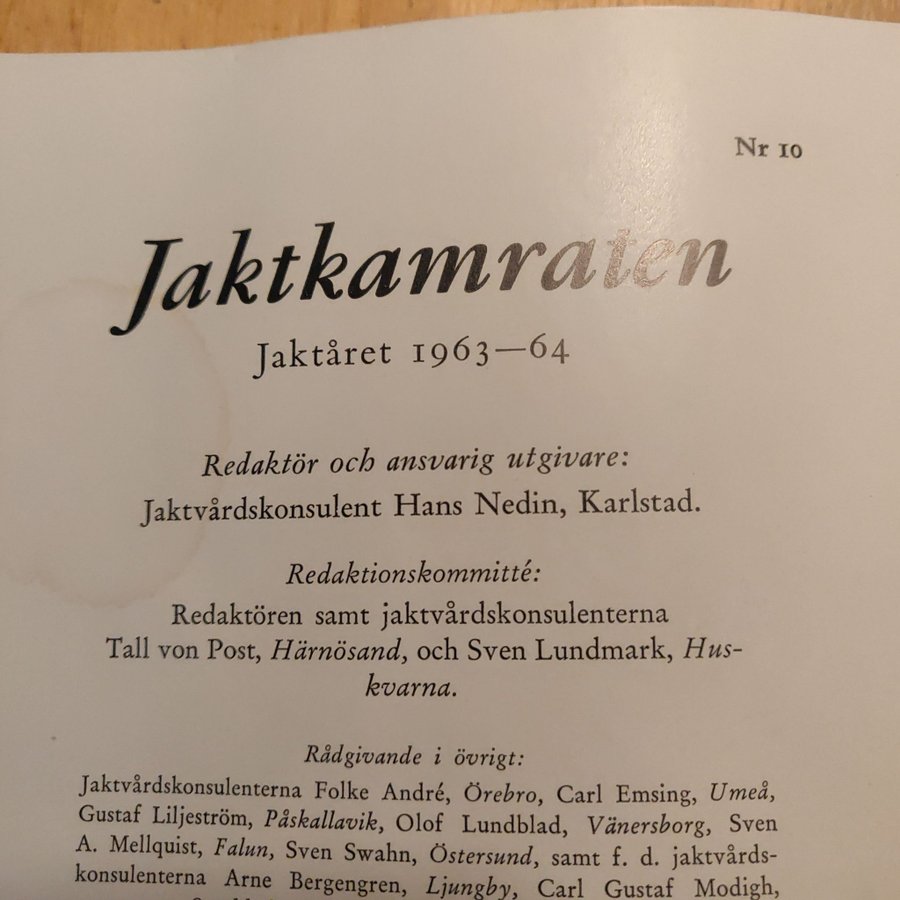 Nr 10
Jaktkamraten
Jaktåret 1963—64
Redaktör och ansvarig utgivare:
Jaktvårdskonsulent Hans Nedin, Karlstad.
Redaktionskommitté:
Redaktören samt jaktvårdskonsulenterna
Tall von Post, Härnösand, och Sven Lundmark, Hus-
kvarna.
Rådgivande i övrigt:
Jaktvårdskonsulenterna Folke André, Örebro, Carl Emsing, Umeå,
Gustaf Liljeström, Påskallavik, Olof Lundblad, Vänersborg, Sven
A. Mellquist, Falun, Sven Swahn, Östersund, samt f. d. jaktvårds-
konsulenterna Arne Bergengren, Ljungby, Carl Gustaf Modigh,